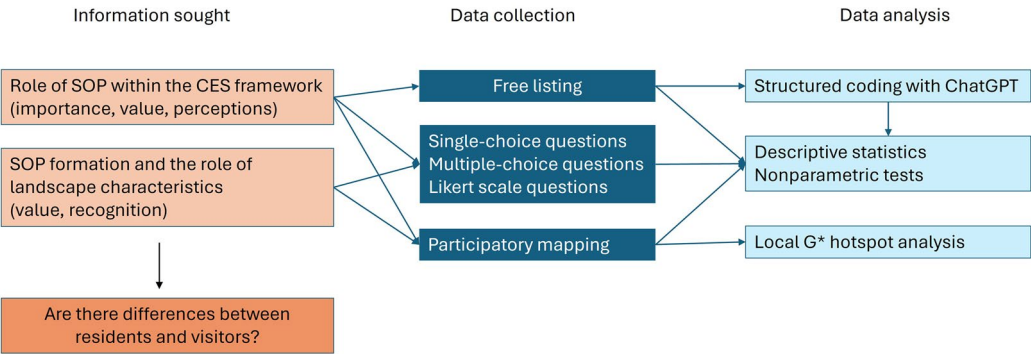 Information sought
Data collection
Data analysis
Role of SOP within the CES framework
(importance, value, perceptions)
SOP formation and the role of
landscape characteristics
(value, recognition)
Are there differences between
residents and visitors?
Free listing
Single-choice questions
Multiple-choice questions
Likert scale questions
Participatory mapping
Structured coding with ChatGPT
Descriptive statistics
Nonparametric tests
Local G* hotspot analysis